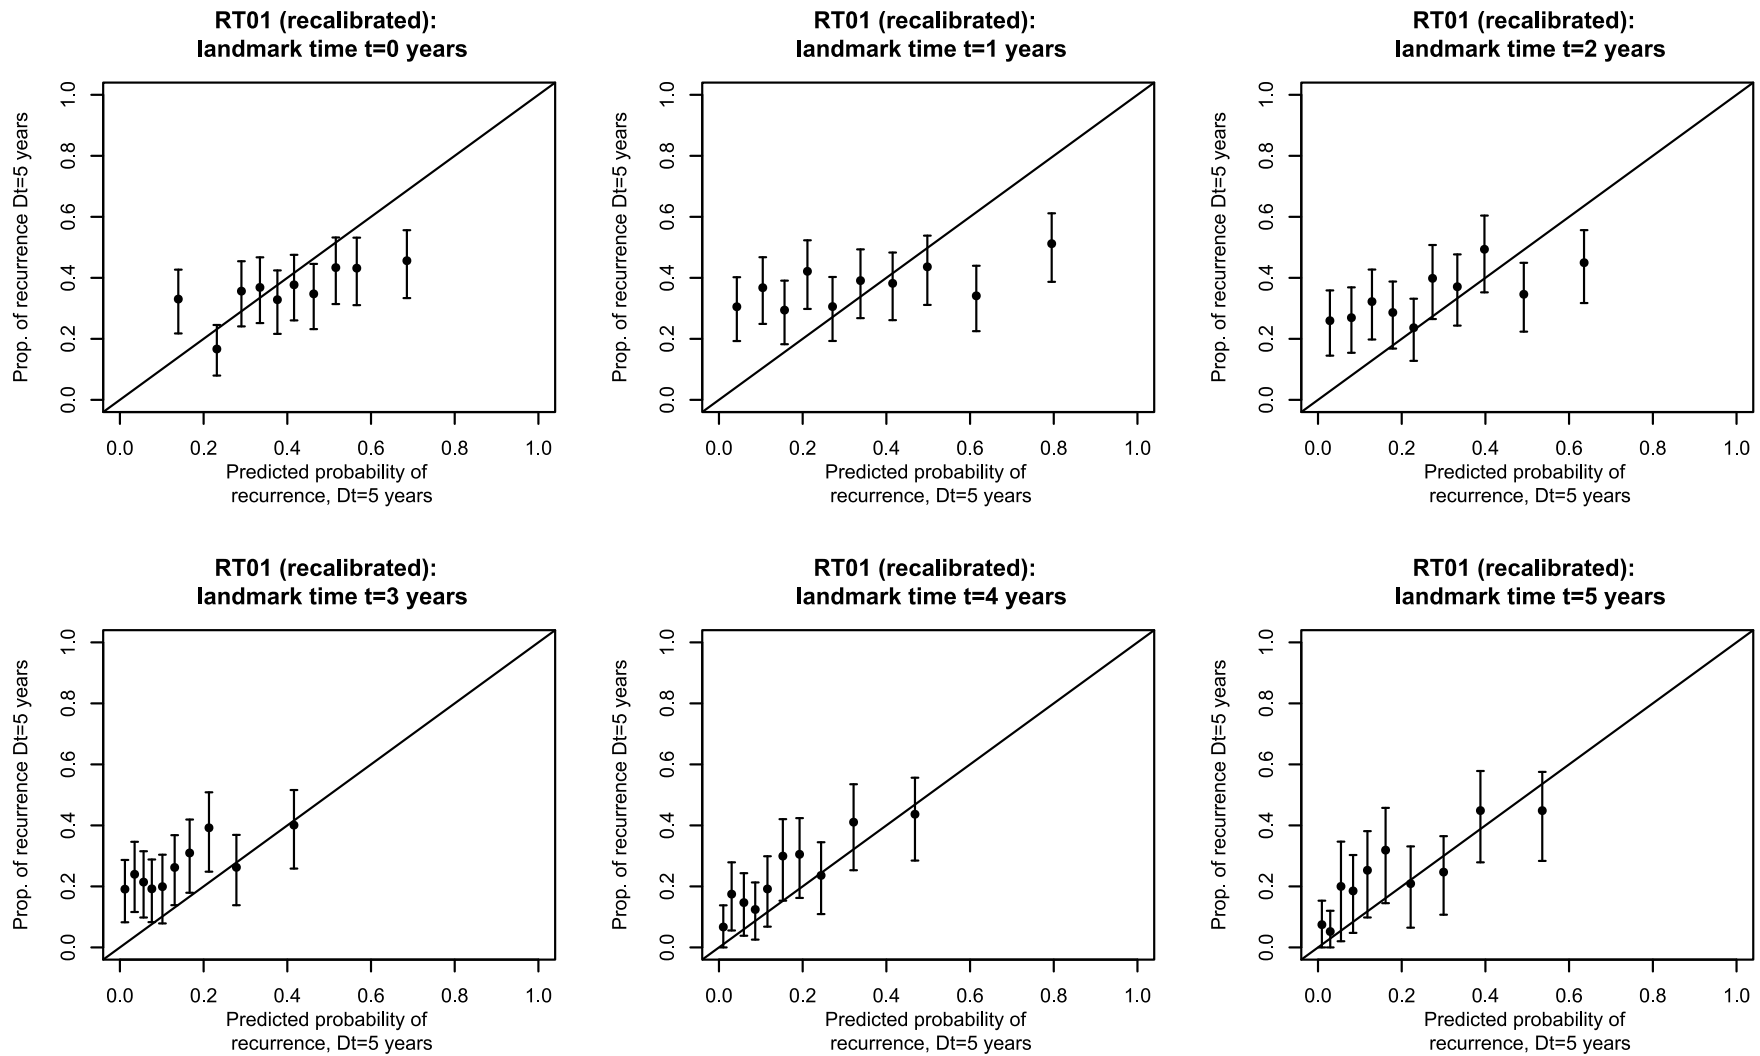 RT01 (recalibrated):
landmark time t=0 years
Prop. of recurrence Dt=5 years
1.0
0.8
0.6
0.4
0.2
0.0
0.0 0.2 0.4 0.6 0.8 1.0
Predicted probability of
recurrence, Dt=5 years
RT01 (recalibrated):
landmark time t=1 years
Prop. of recurrence Dt=5 years
1.0
0.8
0.6
0.4
0.2
0.0
0.0 0.2 0.4 0.6 0.8 1.0
Predicted probability of
recurrence, Dt=5 years
RT01 (recalibrated):
landmark time t=2 years
Prop. of recurrence Dt=5 years
1.0
0.8
0.6
0.4
0.2
0.0
0.0 0.2 0.4 0.6 0.8 1.0
Predicted probability of
recurrence, Dt=5 years
RT01 (recalibrated):
landmark time t=3 years
Prop. of recurrence Dt=5 years
1.0
0.8
0.6
0.4
0.2
0.0
0.0 0.2 0.4 0.6 0.8 1.0
Predicted probability of
recurrence, Dt=5 years
RT01 (recalibrated):
landmark time t=4 years
Prop. of recurrence Dt=5 years
1.0
0.8
0.6
0.4
0.2
0.0
0.0 0.2 0.4 0.6 0.8 1.0
Predicted probability of
recurrence, Dt=5 years
RT01 (recalibrated):
landmark time t=5 years
Prop. of recurrence Dt=5 years
1.0
0.8
0.6
0.4
0.2
0.0
0.0 0.2 0.4 0.6 0.8 1.0
Predicted probability of
recurrence, Dt=5 years